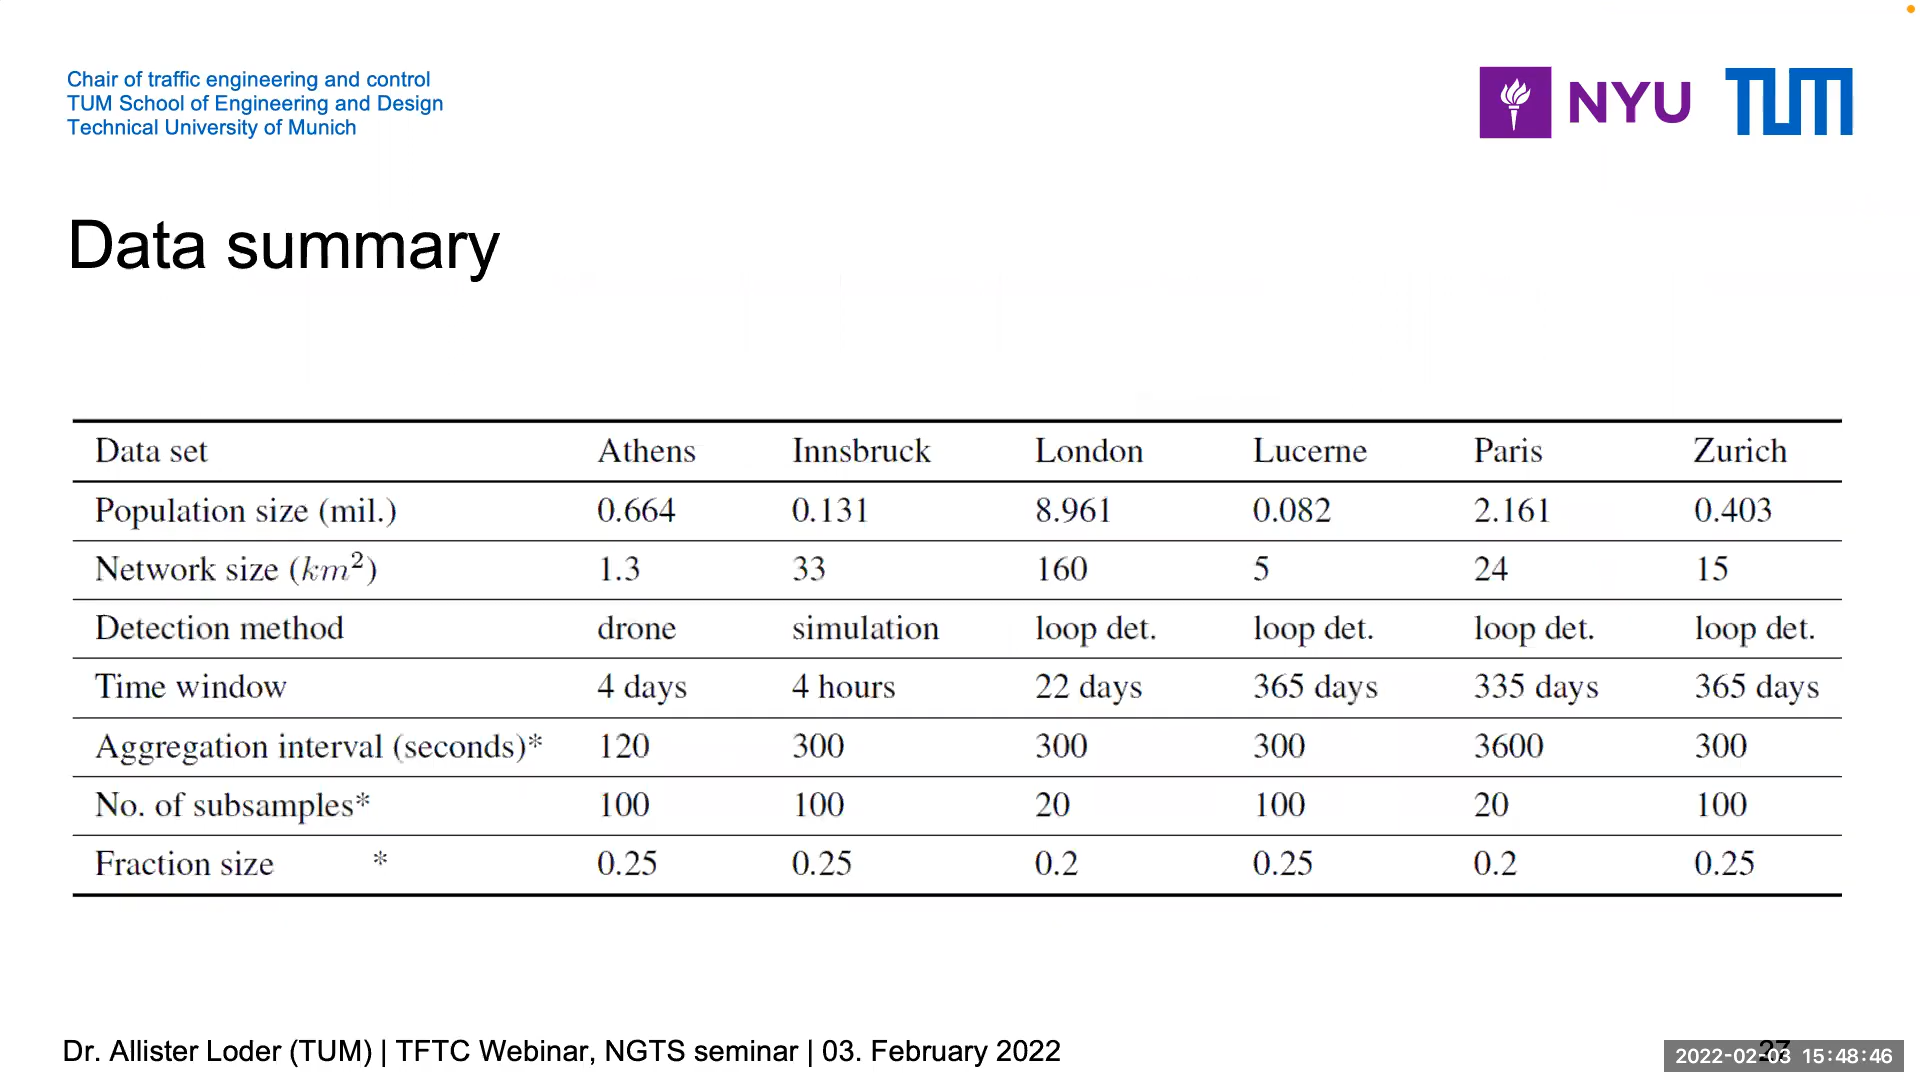 Chair of traffic engineering and control
TUM School of Engineering and Design
Technical University of Munich
NYU TUM
Data summary
Data set Athens Innsbruck London Lucerne Paris Zurich
Population size (mil.) 0.664 0.131 8.961 0.082 2.161 0.403
Network size (km²) 1.3 33 160 5 24 15
Detection method drone simulation loop det. loop det. loop det. loop det.
Time window 4 days 4 hours 22 days 365 days 335 days 365 days
Aggregation interval (seconds)* 120 300 300 300 3600 300
No. of subsamples* 100 100 20 100 20 100
Fraction size * 0.25 0.25 0.2 0.25 0.2 0.25
Dr. Allister Loder (TUM) | TFTC Webinar, NGTS seminar | 03. February 2022
27
2022-02-03 15:48:46